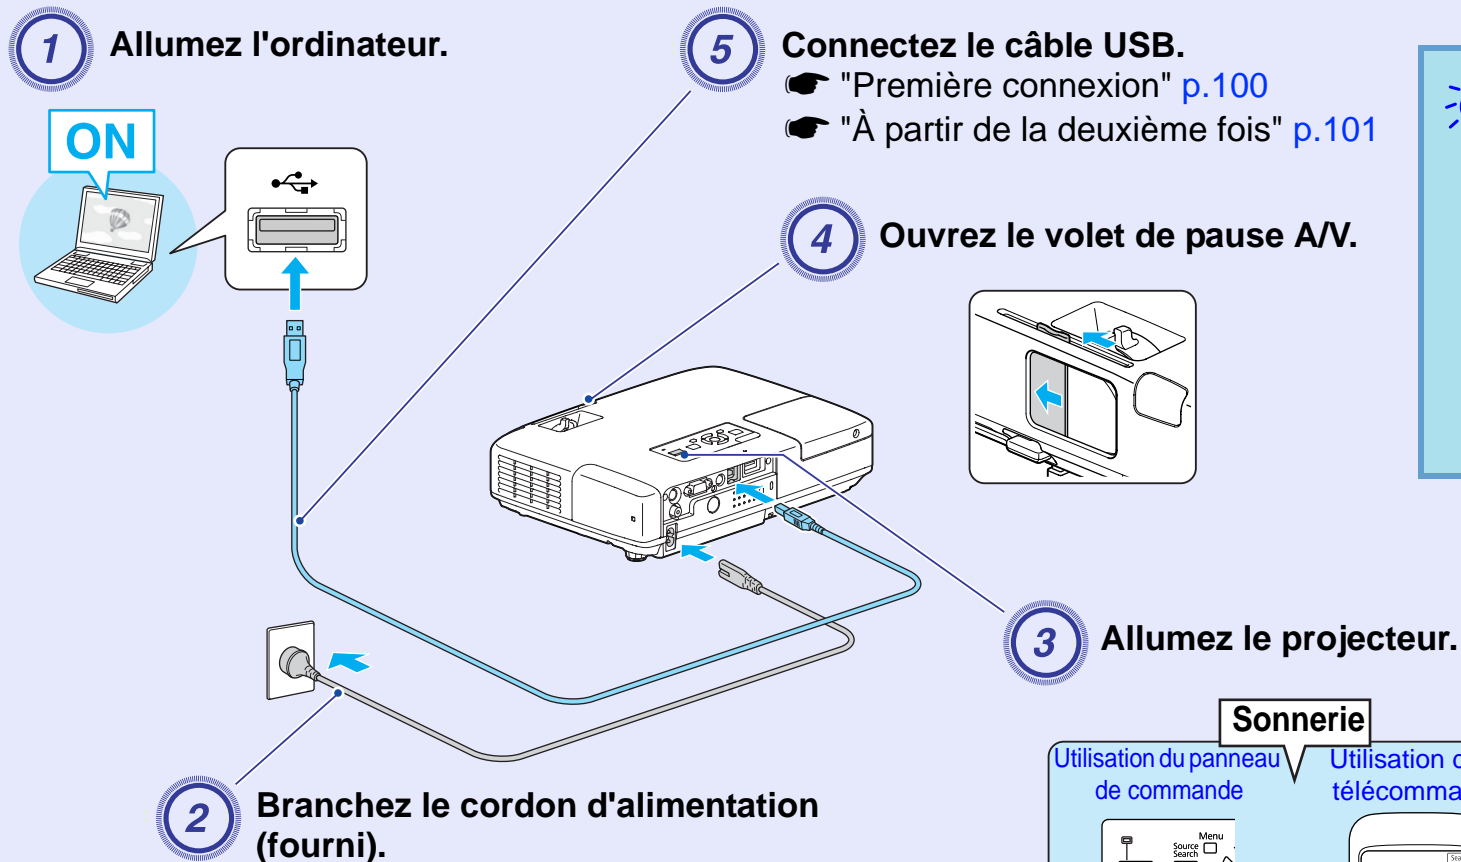 1 Allumez l'ordinateur.
ON
5 Connectez le câble USB.
"Première connexion" p.100
"À partir de la deuxième fois" p.101
4 Ouvrez le volet de pause A/V.
3 Allumez le projecteur.
2 Branchez le cordon d'alimentation
(fourni).
Sonnerie
Utilisation du panneau
de commande
Utilisation
Source
Search
Menu